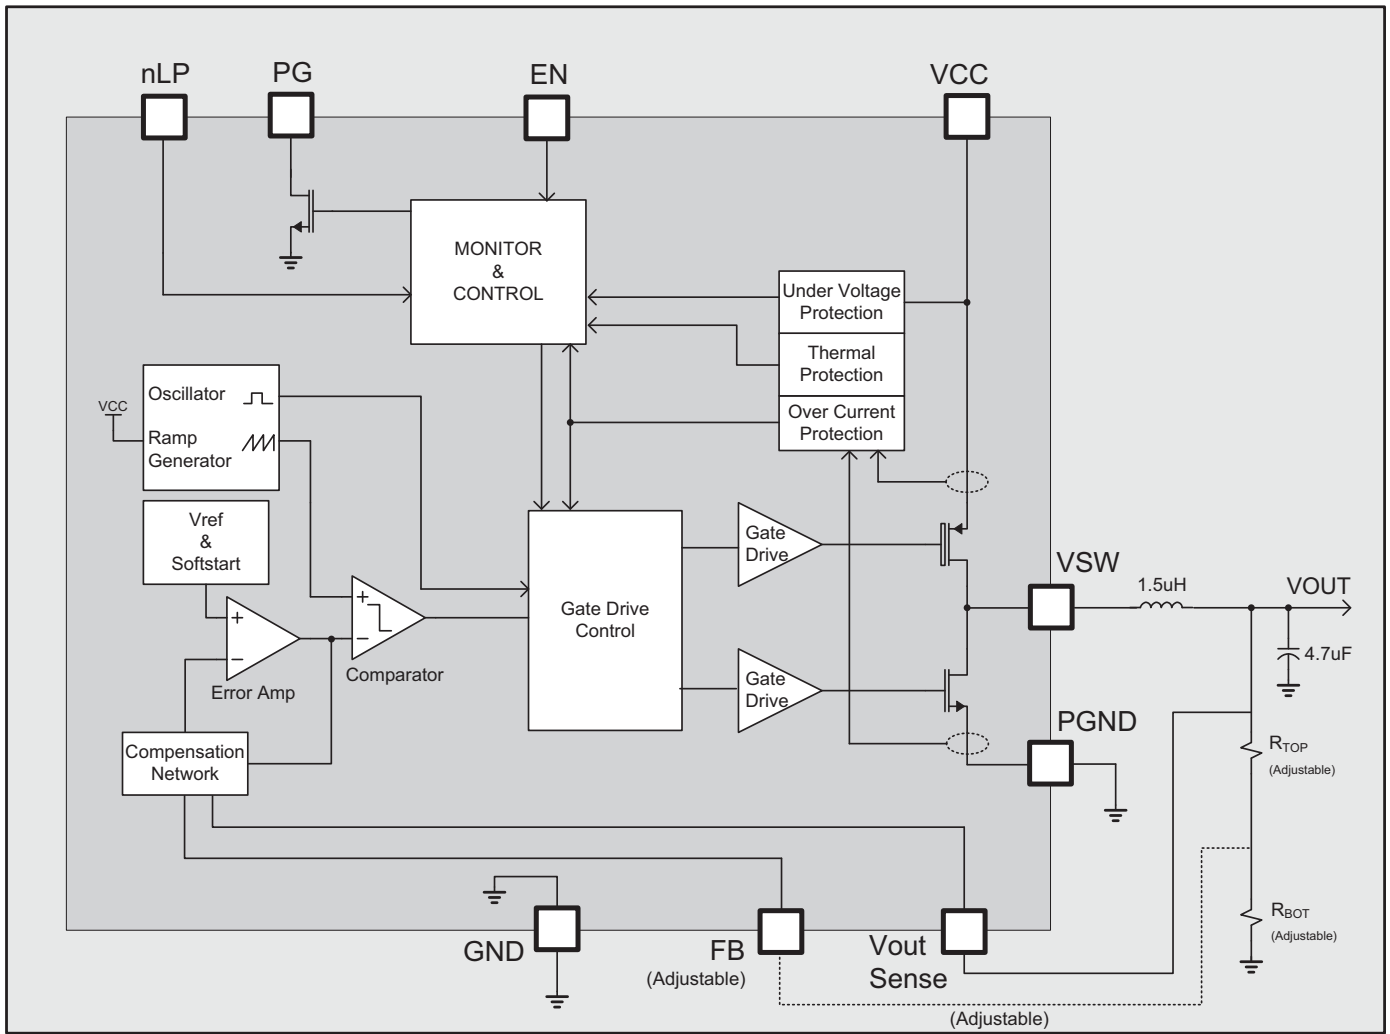 nLP
PG
EN
VCC
MONITOR
&
CONTROL
Under Voltage
Protection
Thermal
Protection
Over Current
Protection
Oscillator
VCC
Ramp
Generator
Vref
&
Softstart
+
−
Error Amp
+
−
Comparator
Gate Drive
Control
Gate
Drive
Gate
Drive
VSW
1.5uH
VOUT
4.7uF
PGND
RTOP
(Adjustable)
Compensation
Network
RBOT
(Adjustable)
GND
FB
(Adjustable)
Vout
Sense
(Adjustable)